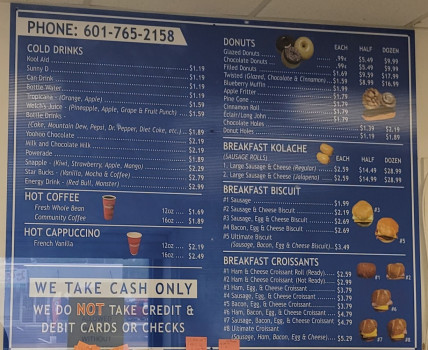 PHONE: 601-765-2158
COLD DRINKS
Kool Aid $1.19
Sunny D $1.19
Can Drink $1.19
Bottle Water $1.19
Tropicana - (Orange, Apple) $1.59
Welch's Juice - (Pineapple, Apple, Grape & Fruit Punch) $1.59
Bottle Drinks -
(Coke, Mountain Dew, Pepsi, Dr. Pepper, Diet Coke, etc.) $1.89
Yoohoo Chocolate $2.19
Milk and Chocolate Milk $2.19
Powerade $1.89
Snapple - (Kiwi, Strawberry, Apple, Mango) $2.19
Star Bucks - (Vanilla, Mocha & Coffee) $2.79
Energy Drink - (Red Bull, Monster) $2.99
HOT COFFEE
Fresh Whole Bean 12oz $1.69
Community Coffee 16oz $1.89
HOT CAPPUCCINO
French Vanilla 12oz $2.19
16oz $2.49
WE TAKE CASH ONLY
WE DO NOT TAKE CREDIT &
DEBIT CARDS OR CHECKS
DONUTS EACH HALF DOZEN
Glazed Donuts .99¢ $5.49 $9.99
Chocolate Donuts .99¢ $5.49 $9.99
Filled Donuts $1.69 $9.59 $17.99
Twisted (Glazed, Chocolate & Cinnamon) $1.59 $8.99 $16.99
Blueberry Muffin
Apple Fritter
Pine Cone
Cinnamon Roll
Eclair/Long John
Chocolate Holes $1.39 $2.19
Donut Holes $1.19 $1.89
BREAKFAST KOLACHE
(SAUSAGE ROLLS) EACH HALF DOZEN
1. Large Sausage & Cheese (Regular) $2.59 $14.49 $28.99
2. Large Sausage & Cheese (Jalapeno) $2.59 $14.99 $28.99
BREAKFAST BISCUIT
#1 Sausage $1.99
#2 Sausage & Cheese Biscuit $2.19
#3 Sausage, Egg & Cheese Biscuit $2.69
#4 Bacon, Egg & Cheese Biscuit $2.69
#5 Ultimate Biscuit
(Sausage, Bacon, Egg & Cheese Biscuit) $3.49
#3
#5
BREAKFAST CROISSANTS
#1 Ham & Cheese Croissant Roll (Ready) $2.59
#2 Ham & Cheese Croissant (Not Ready) $2.99
#3 Ham, Egg, & Cheese Croissant $3.79
#4 Sausage, Egg, & Cheese Croissant $3.79
#5 Bacon, Egg, & Cheese Croissant $3.79
#6 Ham, Bacon, Egg, & Cheese Croissant $4.79
#7 Sausage, Bacon, Egg, & Cheese Croissant $4.79
#8 Ultimate Croissant
(Sausage, Ham, Bacon, Egg, & Cheese) $5.29
#1
#2
#6
#7
#8